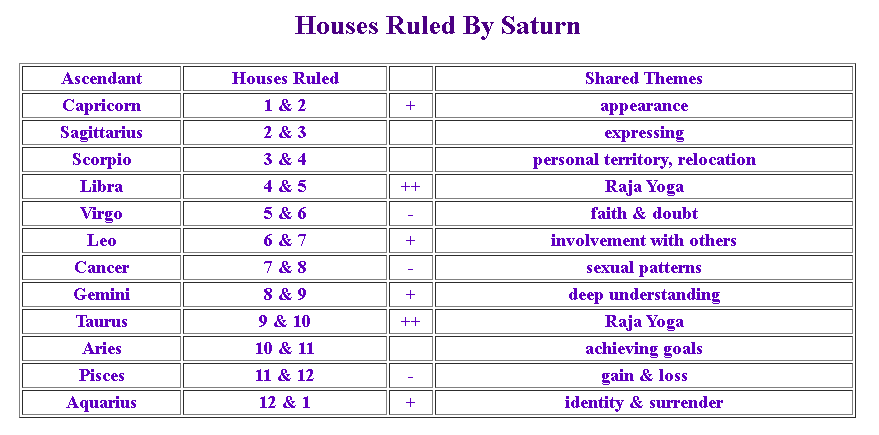 Houses Ruled By Saturn
Ascendant Houses Ruled Shared Themes
Capricorn 1 & 2 + appearance
Sagittarius 2 & 3 expressing
Scorpio 3 & 4 personal territory, relocation
Libra 4 & 5 ++ Raja Yoga
Virgo 5 & 6 - faith & doubt
Leo 6 & 7 + involvement with others
Cancer 7 & 8 - sexual patterns
Gemini 8 & 9 + deep understanding
Taurus 9 & 10 ++ Raja Yoga
Aries 10 & 11 achieving goals
Pisces 11 & 12 - gain & loss
Aquarius 12 & 1 + identity & surrender